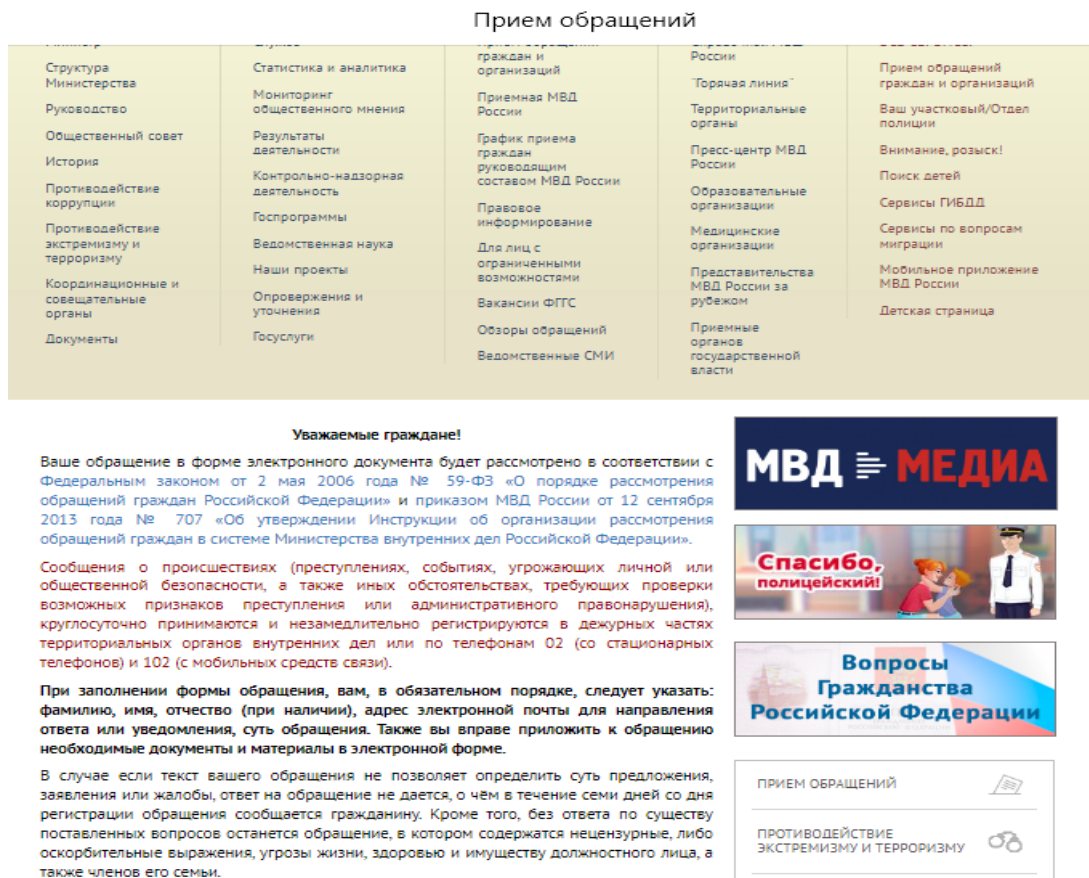 Прием обращений
Структура
Министерства
Руководство
Общественный совет
История
Противодействие
коррупции
Противодействие
экстремизму и
терроризму
Координационные и
совещательные
органы
Документы
Статистика и аналитика
Мониторинг
общественного мнения
Результаты
деятельности
Контрольно-надзорная
деятельность
Госпрограммы
Ведомственная наука
Наши проекты
Опровержения и
уточнения
Госуслуги
граждан и
организаций
Приемная МВД
России
График приема
граждан
руководящим
составом МВД России
Правовое
информирование
Для лиц с
ограниченными
возможностями
Вакансии ФГГС
Обзоры обращений
Ведомственные СМИ
России
"Горячая линия"
Территориальные
органы
Пресс-центр МВД
России
Образовательные
организации
Медицинские
организации
Представительства
МВД России за
рубежом
Приемные
органов
государственной
власти
Прием обращений
граждан и организаций
Ваш участковый/Отдел
полиции
Внимание, розыск!
Поиск детей
Сервисы ГИБДД
Сервисы по вопросам
миграции
Мобильное приложение
МВД России
Детская страница
Уважаемые граждане!
Ваше обращение в форме электронного документа будет рассмотрено в соответствии с
Федеральным законом от 2 мая 2006 года № 59-ФЗ «О порядке рассмотрения
обращений граждан Российской Федерации» и приказом МВД России от 12 сентября
2013 года № 707 «Об утверждении Инструкции об организации рассмотрения
обращений граждан в системе Министерства внутренних дел Российской Федерации».
Сообщения о происшествиях (преступлениях, событиях, угрожающих личной или
общественной безопасности, а также иных обстоятельствах, требующих проверки
возможных признаков преступления или административного правонарушения),
круглосуточно принимаются и незамедлительно регистрируются в дежурных частях
территориальных органов внутренних дел или по телефонам 02 (со стационарных
телефонов) и 102 (с мобильных средств связи).
При заполнении формы обращения, вам, в обязательном порядке, следует указать:
фамилию, имя, отчество (при наличии), адрес электронной почты для направления
ответа или уведомления, суть обращения. Также вы вправе приложить к обращению
необходимые документы и материалы в электронной форме.
В случае если текст вашего обращения не позволяет определить суть предложения,
заявления или жалобы, ответ на обращение не дается, о чём в течение семи дней со дня
регистрации обращения сообщается гражданину. Кроме того, без ответа по существу
поставленных вопросов останется обращение, в котором содержатся нецензурные, либо
оскорбительные выражения, угрозы жизни, здоровью и имуществу должностного лица, а
также членов его семьи.
МВД МЕДИА
Спасибо,
полицейский!
Вопросы
Гражданства
Российской Федерации
ПРИЕМ ОБРАЩЕНИЙ
ПРОТИВОДЕЙСТВИЕ
ЭКСТРЕМИЗМУ И ТЕРРОРИЗМУ